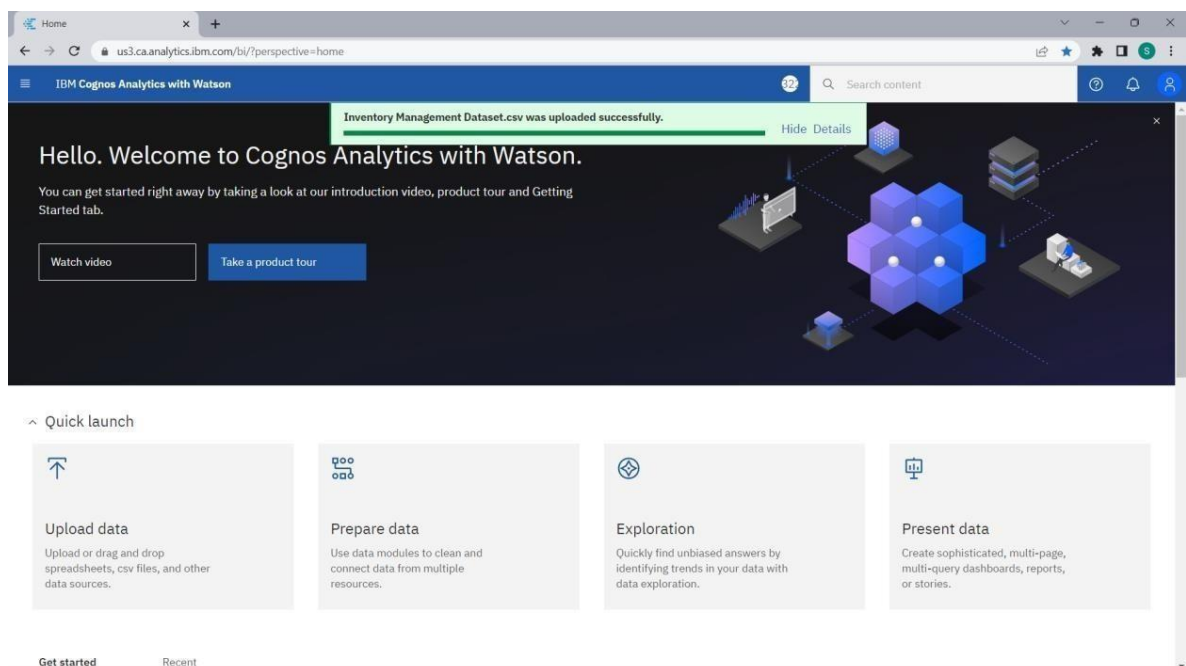 Home
us3.ca.analytics.ibm.com/bi/?perspective=home
S
IBM Cognos Analytics with Watson
Search content
Inventory Management Dataset.csv was uploaded successfully.
Hide Details
Hello. Welcome to Cognos Analytics with Watson.
You can get started right away by taking a look at our introduction video, product tour and Getting
Started tab.
Watch video
Take a product tour
Quick launch
Upload data
Upload or drag and drop
spreadsheets, csv files, and other
data sources.
Prepare data
Use data modules to clean and
connect data from multiple
resources.
Exploration
Quickly find unbiased answers by
identifying trends in your data with
data exploration.
Present data
Create sophisticated, multi-page,
multi-query dashboards, reports,
or stories.
Get started
Recent